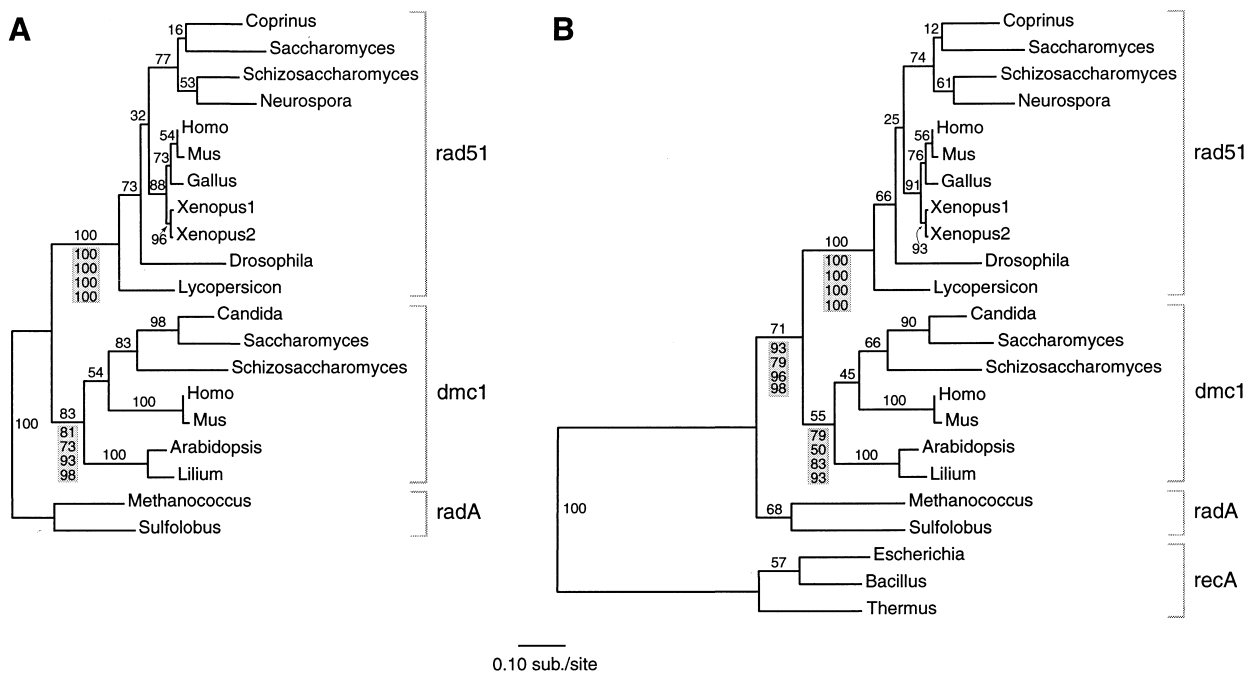 A
16
Coprinus
Saccharomyces
77
Schizosaccharomyces
53
Neurospora
32
Homo
54
Mus
73
Gallus
88
Xenopus1
Xenopus2
96
73
Drosophila
Lycopersicon
100
100
100
100
100
rad51
Candida
98
Saccharomyces
83
Schizosaccharomyces
54
Homo
100
Mus
83
81
73
93
98
Arabidopsis
100
Lilium
dmc1
100
Methanococcus
Sulfolobus
radA
B
12
Coprinus
Saccharomyces
74
Schizosaccharomyces
61
Neurospora
25
Homo
56
Mus
76
Gallus
91
Xenopus1
Xenopus2
93
66
Drosophila
Lycopersicon
100
100
100
100
100
rad51
71
93
79
96
98
Candida
90
Saccharomyces
66
Schizosaccharomyces
45
Homo
100
Mus
55
79
50
83
93
Arabidopsis
100
Lilium
dmc1
Methanococcus
68
Sulfolobus
radA
100
Escherichia
57
Bacillus
Thermus
recA
0.10 sub./site